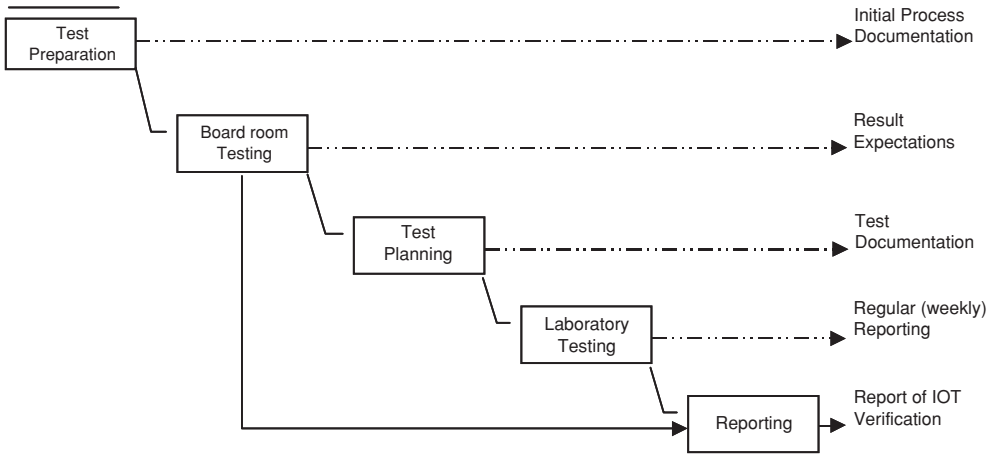 Test
Preparation
Initial Process
Documentation
Board room
Testing
Result
Expectations
Test
Planning
Test
Documentation
Laboratory
Testing
Regular (weekly)
Reporting
Reporting
Report of IOT
Verification